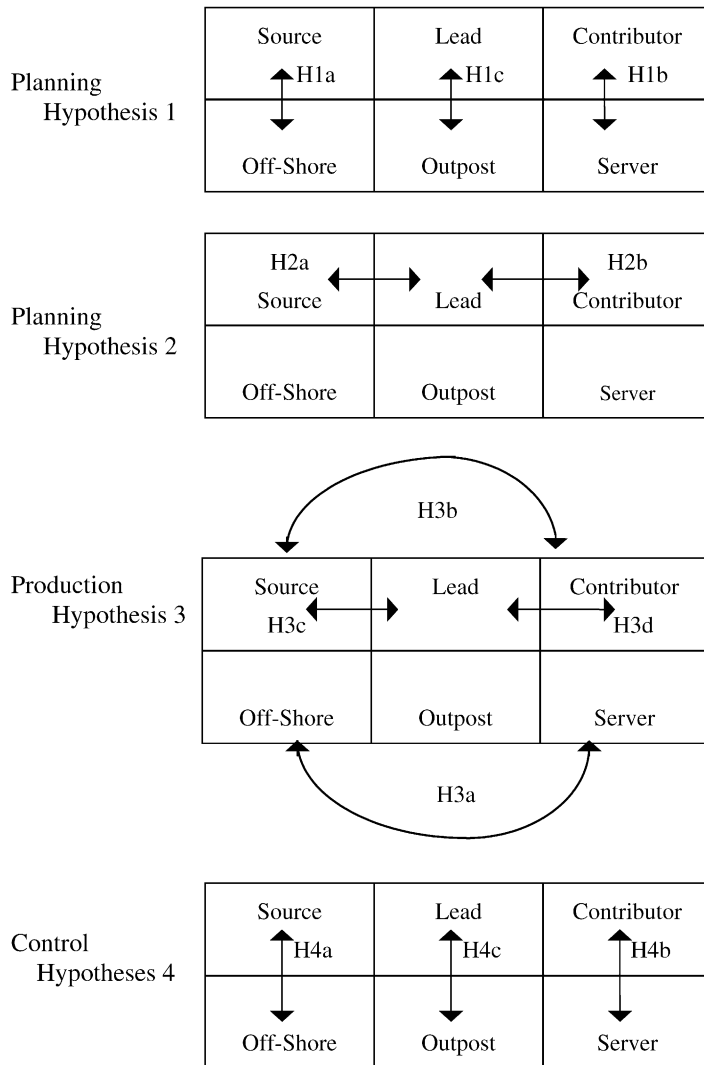 Source Lead Contributor
Planning H1a H1c H1b
Hypothesis 1
Off-Shore Outpost Server
H2a H2b
Source Lead Contributor
Planning
Hypothesis 2
Off-Shore Outpost Server
H3b
Production Source Lead Contributor
Hypothesis 3 H3c H3d
Off-Shore Outpost Server
H3a
Source Lead Contributor
Control H4a H4c H4b
Hypotheses 4
Off-Shore Outpost Server